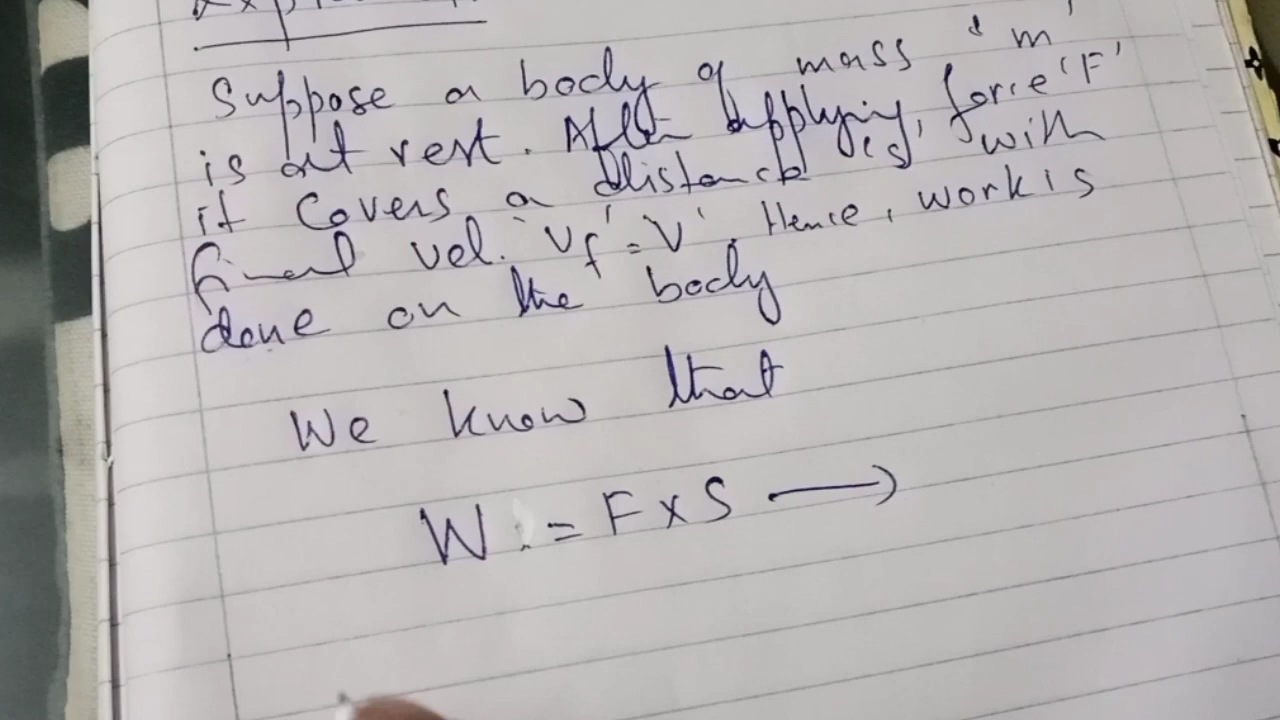 Suppose a body of mass 'm'
is at rest. After applying, force 'F'
it Covers a distance 'S' with
final vel. 'Vf' = V'. Hence, work is
done on the body
We know that
W = F x S →